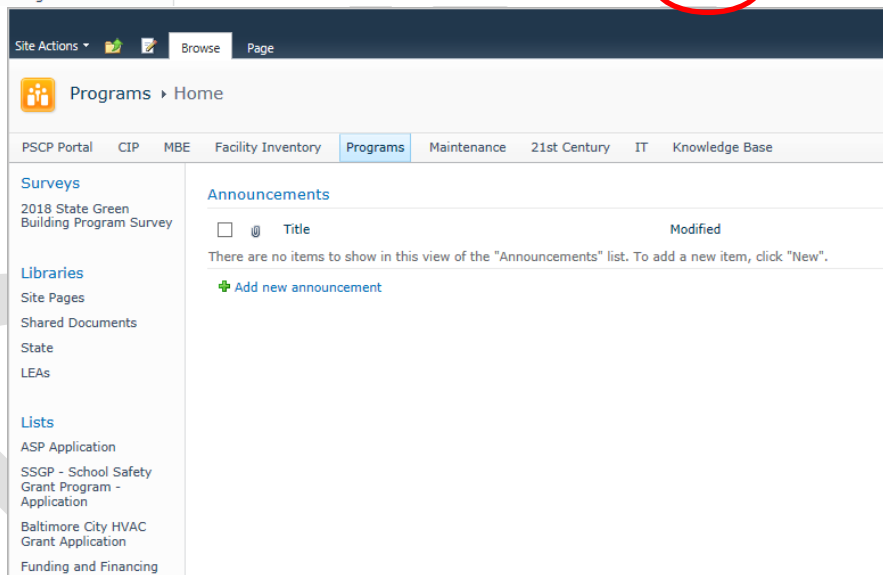 Site Actions Browse Page
Programs Home
PSCP Portal CIP MBE Facility Inventory Programs Maintenance 21st Century IT Knowledge Base
Surveys
2018 State Green
Building Program Survey
Libraries
Site Pages
Shared Documents
State
LEAs
Lists
ASP Application
SSGP - School Safety
Grant Program -
Application
Baltimore City HVAC
Grant Application
Funding and Financing
Announcements
Title Modified
There are no items to show in this view of the "Announcements" list. To add a new item, click "New".
Add new announcement